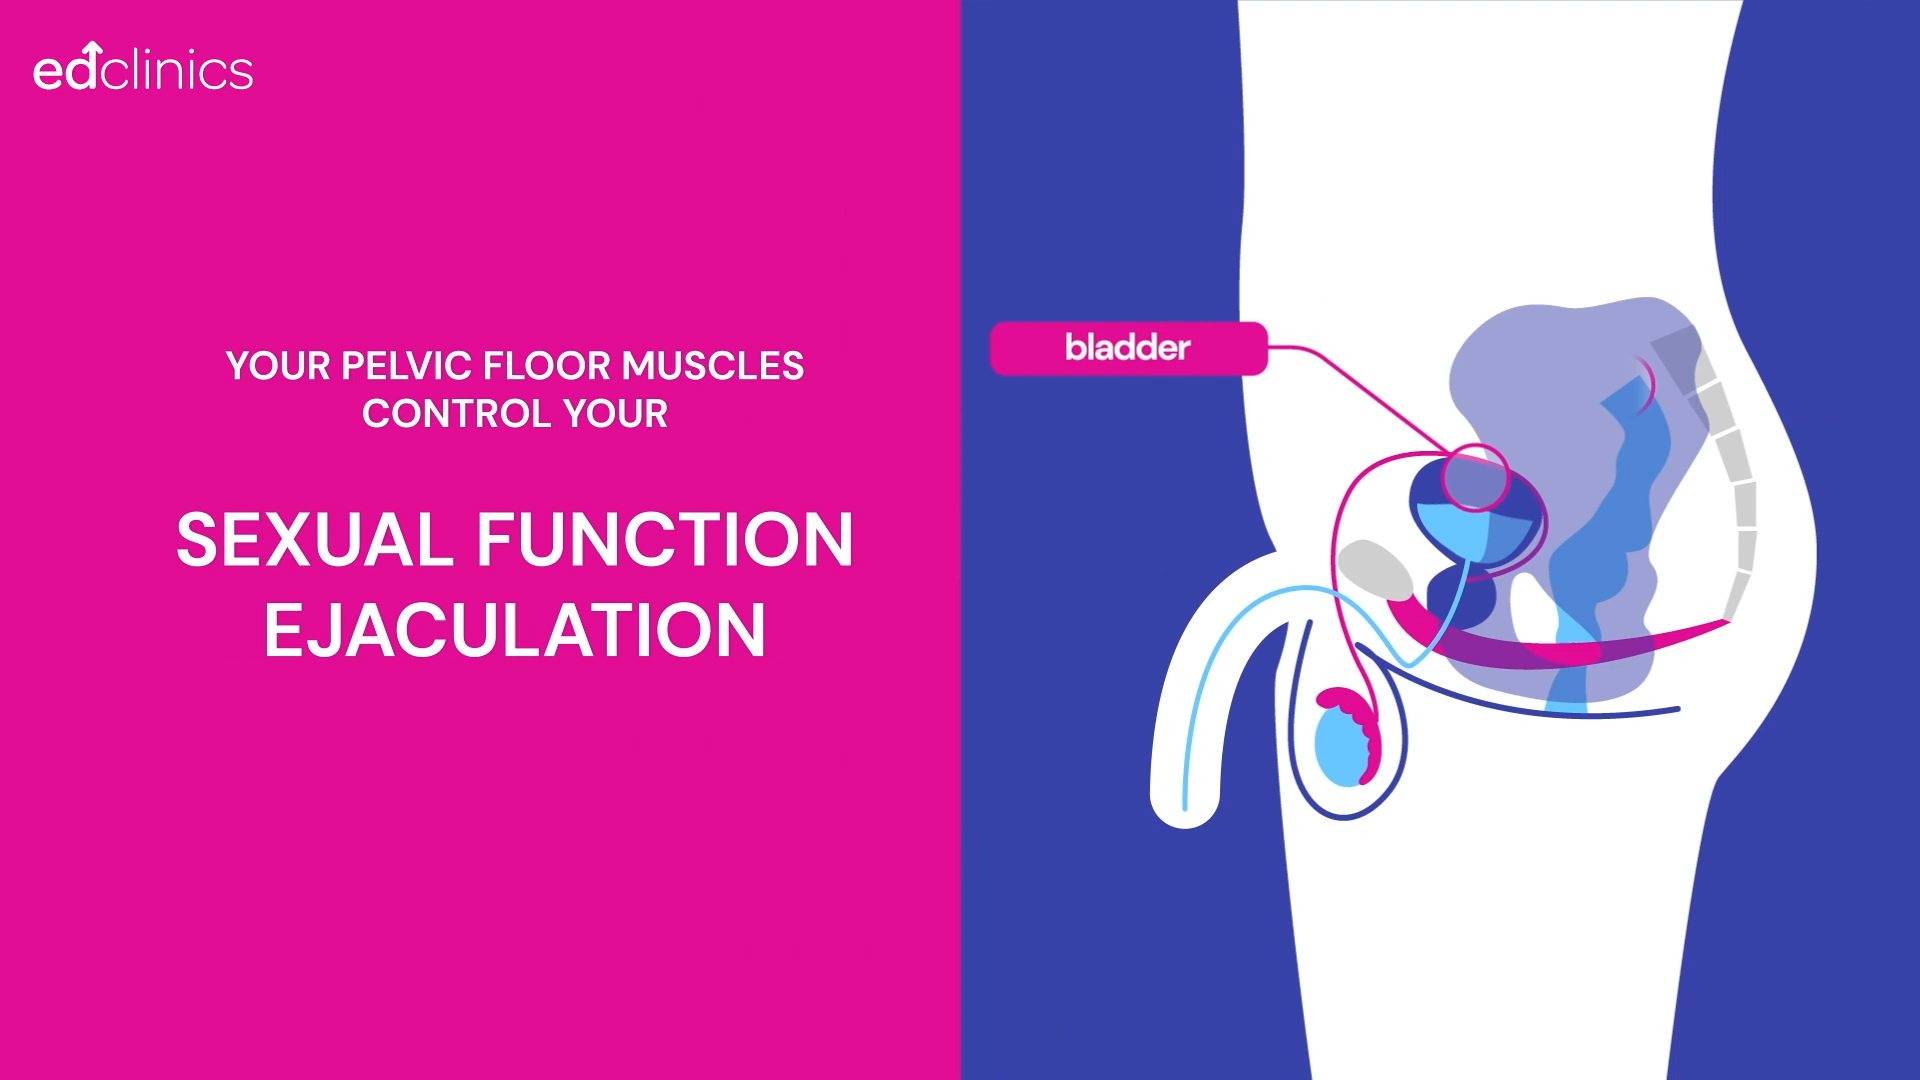 edclinics
YOUR PELVIC FLOOR MUSCLES
CONTROL YOUR
SEXUAL FUNCTION
EJACULATION
bladder